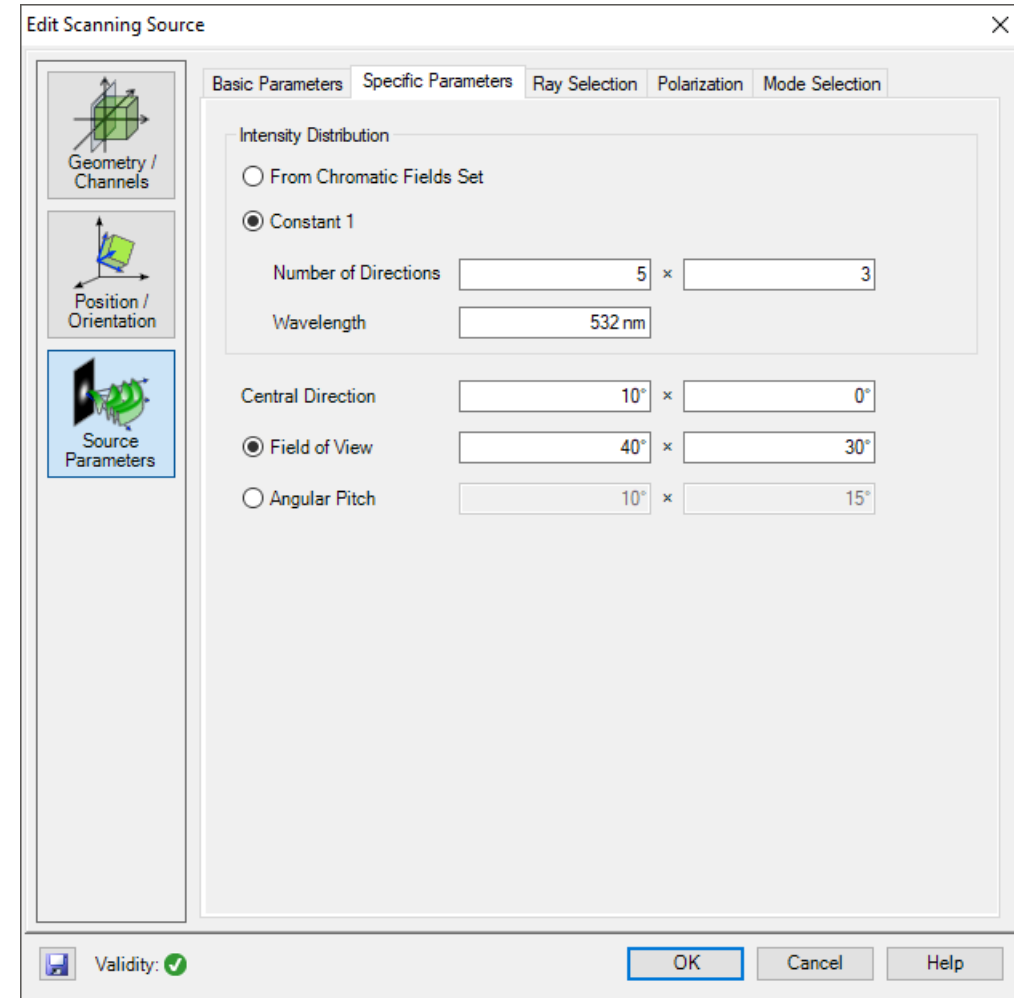 Edit Scanning Source
Geometry /
Channels
Position /
Orientation
Source
Parameters
Basic Parameters Specific Parameters Ray Selection Polarization Mode Selection
Intensity Distribution
From Chromatic Fields Set
Constant 1
Number of Directions 5 × 3
Wavelength 532 nm
Central Direction 10° × 0°
Field of View 40° × 30°
Angular Pitch 10° × 15°
Validity: OK Cancel Help